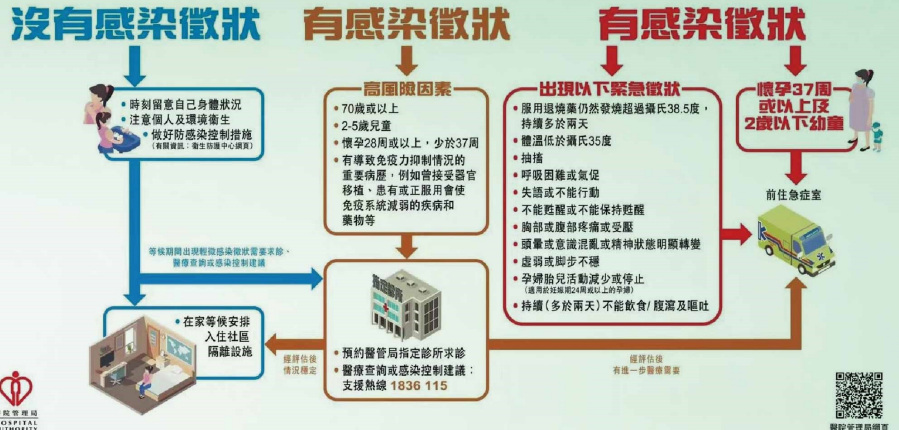 沒有感染徵狀
有感染徵狀
有感染徵狀
• 時刻留意自己身體狀況
• 注意個人及環境衞生
• 做好防感染控制措施
(有關資訊：衞生防護中心網頁)
等候期間出現輕微感染徵狀需要求診、
醫療查詢或感染控制建議
• 在家等候安排
入住社區
隔離設施
高風險因素
• 70歲或以上
• 2-5歲兒童
• 懷孕28周或以上，少於37周
• 有導致免疫力抑制情況的
重要病歷，例如曾接受器官
移植、患有或正服用會使
免疫系統減弱的疾病和
藥物等
指定診所
• 預約醫管局指定診所求診
• 醫療查詢或感染控制建議：
支援熱線 1836 115
經評估後
情況穩定
出現以下緊急徵狀
• 服用退燒藥仍然發燒超過攝氏38.5度，
持續多於兩天
• 體溫低於攝氏35度
• 抽搐
• 呼吸困難或氣促
• 失語或不能行動
• 不能甦醒或不能保持甦醒
• 胸部或腹部疼痛或受壓
• 頭暈或意識混亂或精神狀態明顯轉變
• 虛弱或腳步不穩
• 孕婦胎兒活動減少或停止
(適用於妊娠期24周或以上的孕婦)
• 持續(多於兩天)不能飲食/腹瀉及嘔吐
懷孕37周
或以上及
2歲以下幼童
前往急症室
經評估後
有進一步醫療需要
醫院管理局
HOSPITAL
AUTHORITY
醫院管理局網頁